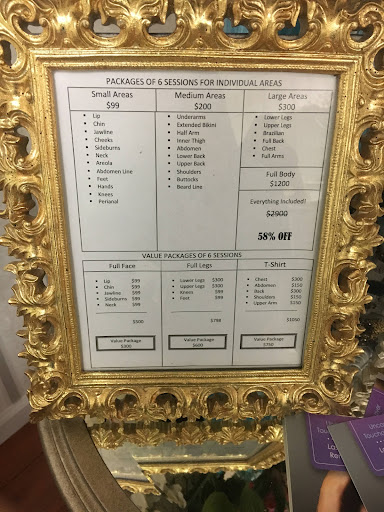 PACKAGES OF 6 SESSIONS FOR INDIVIDUAL AREAS
Small Areas
$99
Lip
Chin
Jawline
Cheeks
Sideburns
Neck
Areola
Abdomen Line
Feet
Hands
Knees
Perianal
Medium Areas
$200
Underarms
Extended Bikini
Half Arm
Inner Thigh
Abdomen
Lower Back
Upper Back
Shoulders
Buttocks
Beard Line
Large Areas
$300
Lower Legs
Upper Legs
Brazilian
Full Back
Chest
Full Arms
Full Body
$1200
Everything Included!
$2900
58% OFF
VALUE PACKAGES OF 6 SESSIONS
Full Face
Lip $99
Chin $99
Jawline $99
Sideburns $99
Neck $99
Value Package
Full Legs
Lower Legs $300
Upper Legs $300
Knees $99
Feet $99
$798
Value Package
$600
T-Shirt
Chest $300
Abdomen $150
Back $300
Shoulders $150
Upper Arm $150
$1050
Value Package
$750